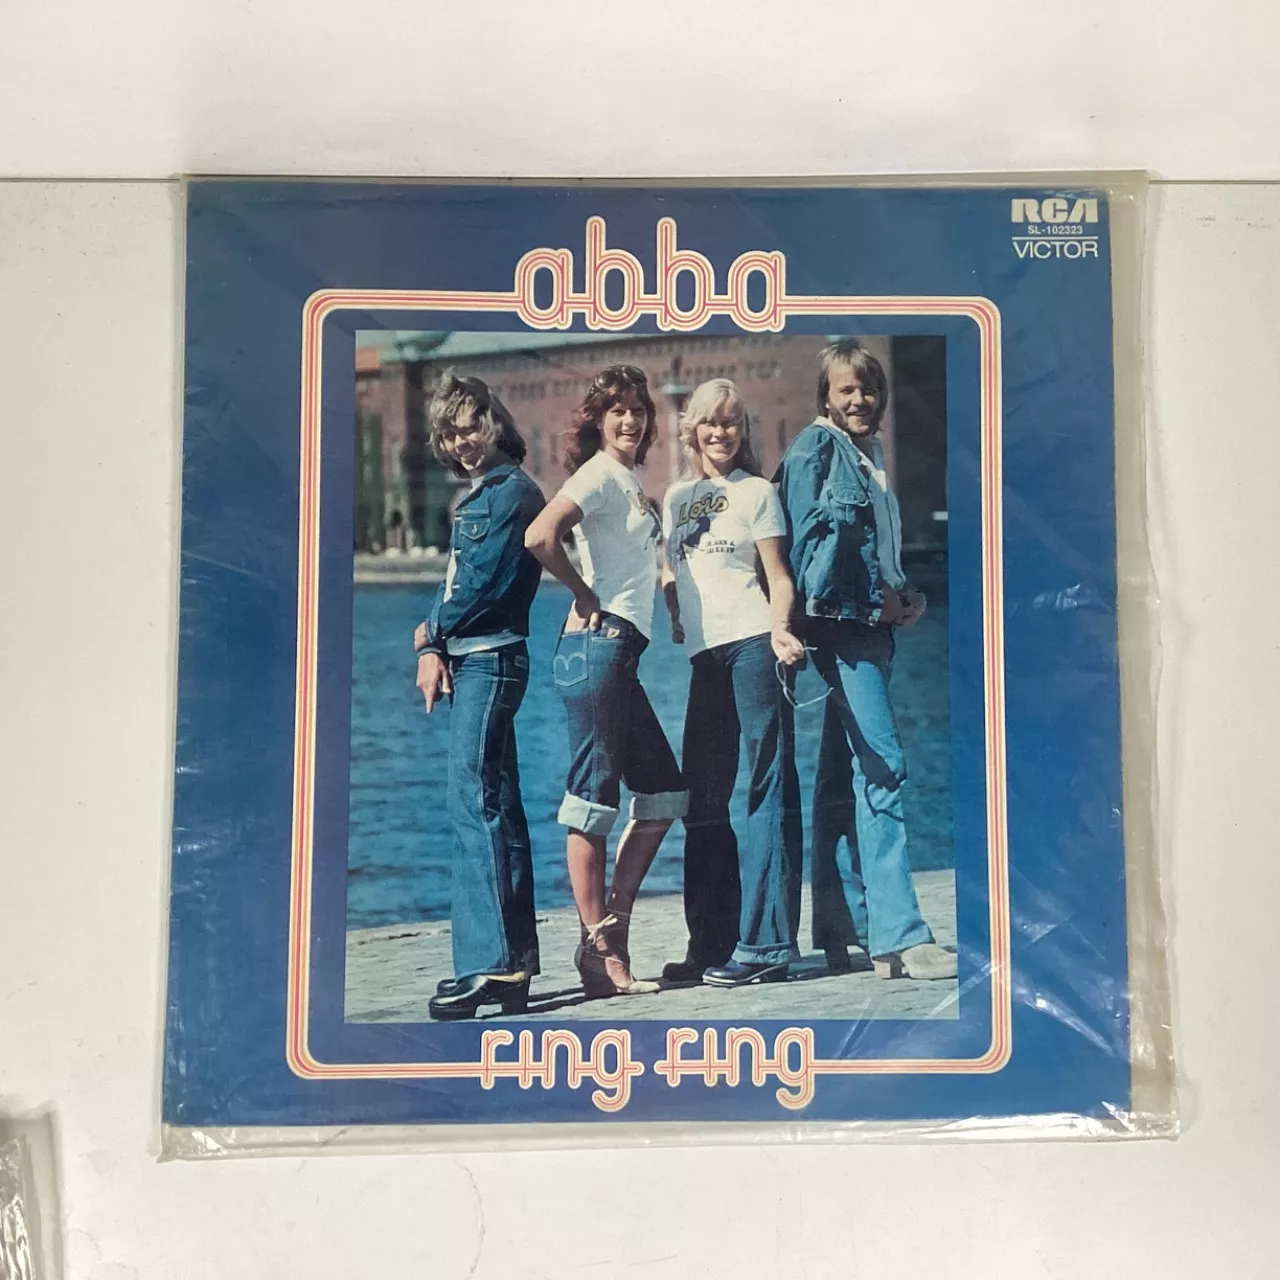 abba
RCA
SL-102323
VICTOR
Lois
ring ring